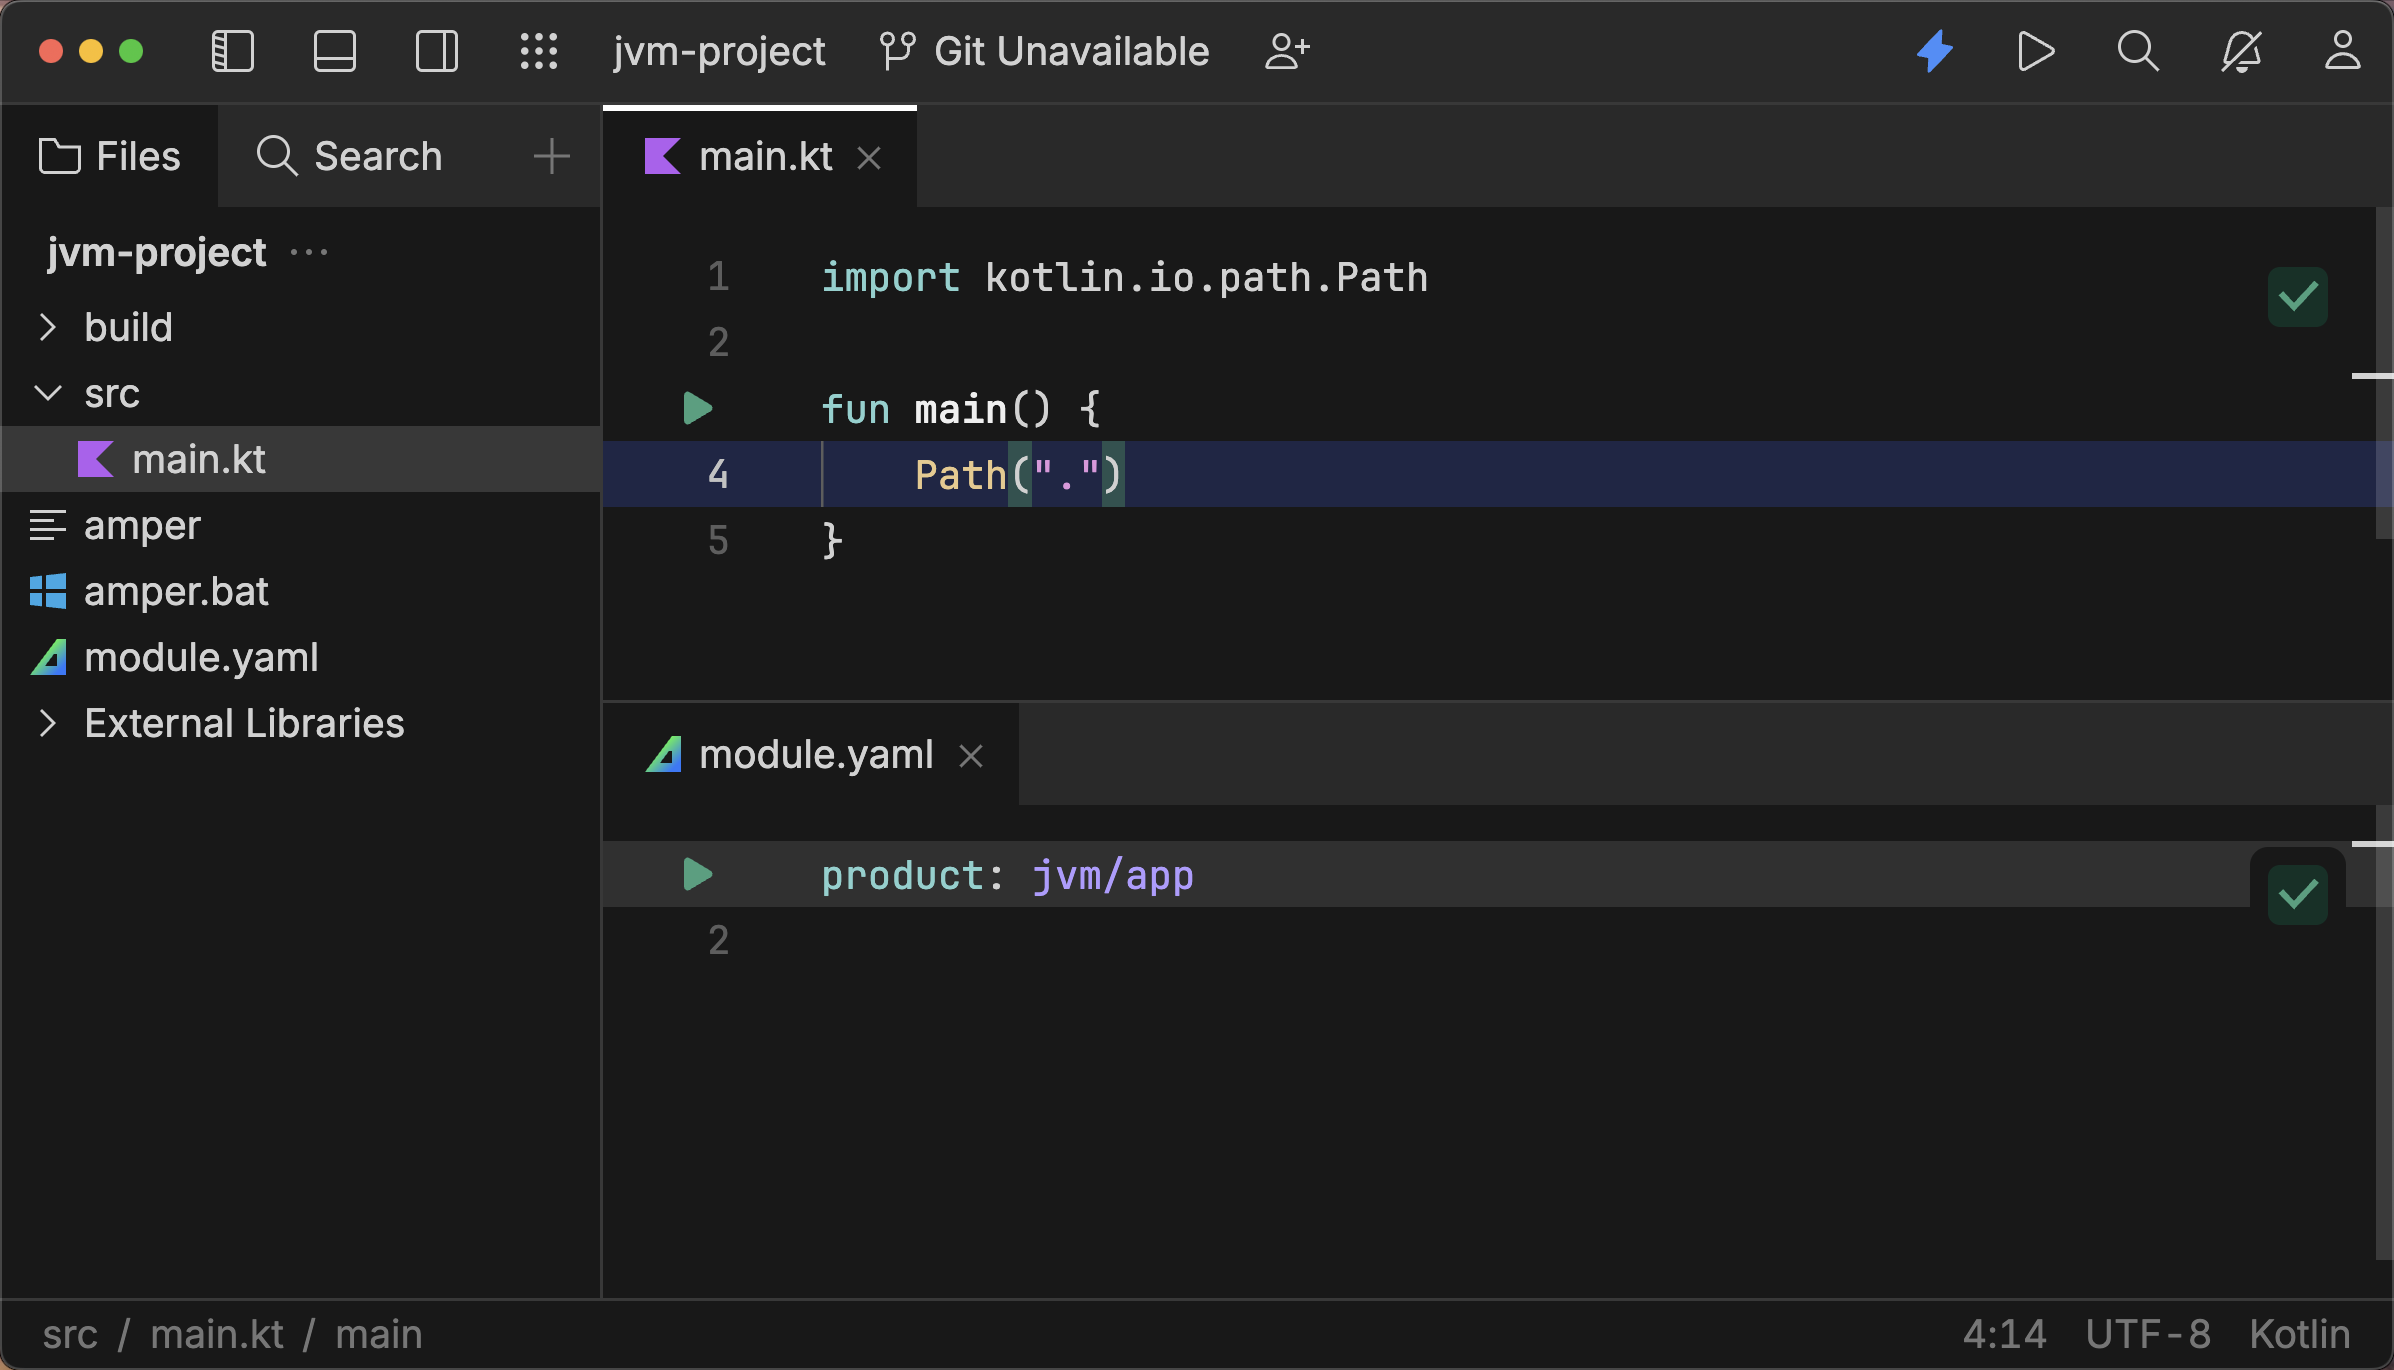 jvm-project Git Unavailable
Files Search
jvm-project
build
src
main.kt
amper
amper.bat
module.yaml
External Libraries
main.kt
1 import kotlin.io.path.Path
2
fun main() {
4 Path(".")
5 }
module.yaml
product: jvm/app
2
src / main.kt / main
4:14 UTF-8 Kotlin